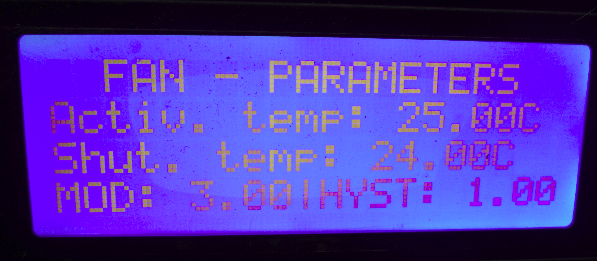 FAN - PARAMETERS
Activ. temp: 25.00C
Shut. temp: 24.00C
MOD: 3.00|HYST: 1.00